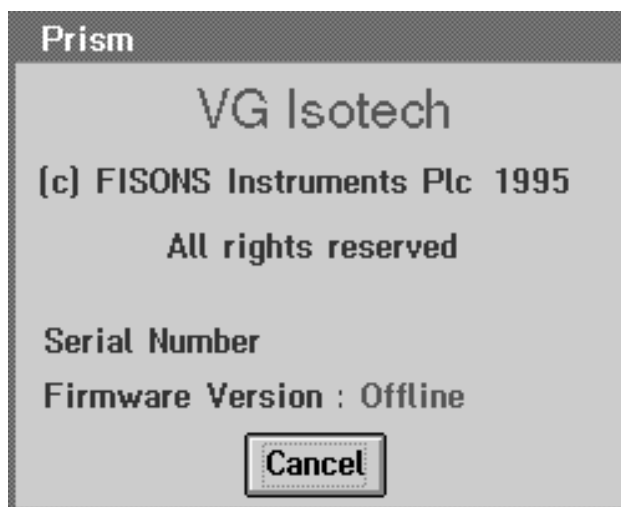 Prism
VG Isotech
(c) FISONS Instruments Plc 1995
All rights reserved
Serial Number
Firmware Version : Offline
Cancel